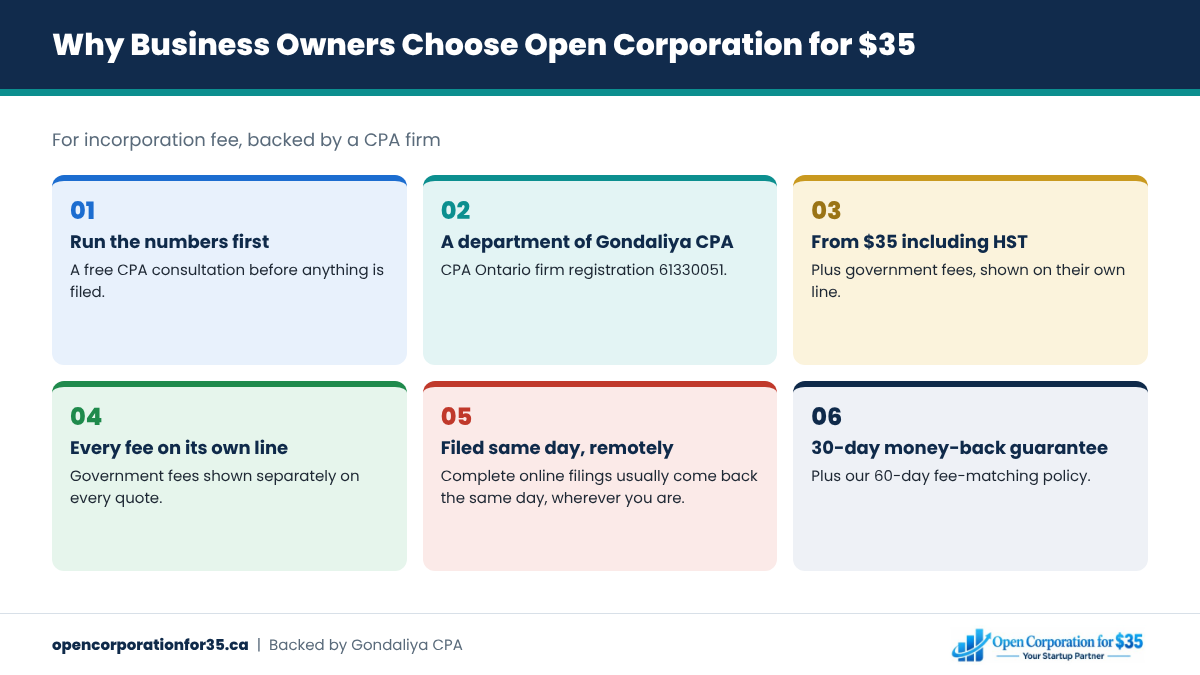 Why Business Owners Choose Open Corporation for $35
For incorporation fee, backed by a CPA firm
01
Run the numbers first
A free CPA consultation before anything is
filed.
02
A department of Gondaliya CPA
CPA Ontario firm registration 61330051.
03
From $35 including HST
Plus government fees, shown on their own
line.
04
Every fee on its own line
Government fees shown separately on
every quote.
05
Filed same day, remotely
Complete online filings usually come back
the same day, wherever you are.
06
30-day money-back guarantee
Plus our 60-day fee-matching policy.
opencorporationfor35.ca | Backed by Gondaliya CPA
Open Corporation for $35
Your Startup Partner